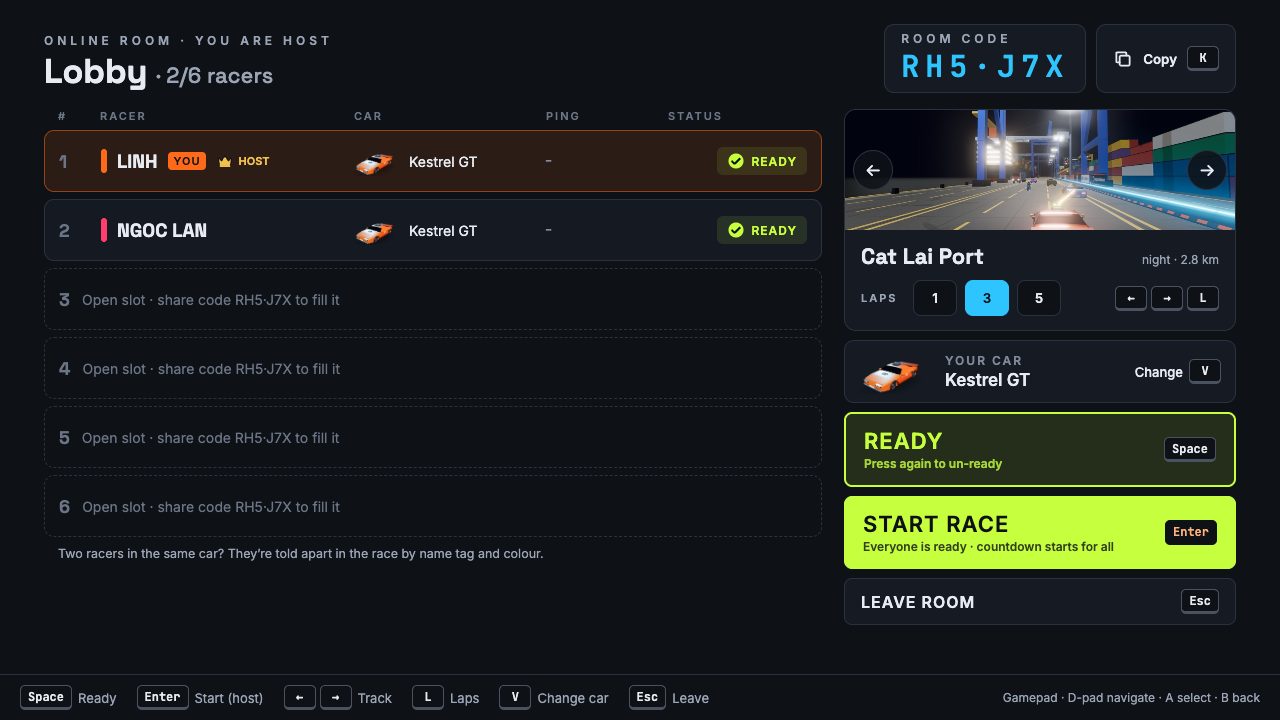 ONLINE ROOM · YOU ARE HOST
Lobby · 2/6 racers
ROOM CODE
RH5·J7X
Copy K
# RACER CAR PING STATUS
1 LINH YOU HOST Kestrel GT - READY
2 NGOC LAN Kestrel GT - READY
3 Open slot · share code RH5·J7X to fill it
4 Open slot · share code RH5·J7X to fill it
5 Open slot · share code RH5·J7X to fill it
6 Open slot · share code RH5·J7X to fill it
Two racers in the same car? They're told apart in the race by name tag and colour.
Cat Lai Port night · 2.8 km
LAPS 1 3 5 ← → L
YOUR CAR
Kestrel GT Change V
READY
Press again to un-ready Space
START RACE
Everyone is ready · countdown starts for all Enter
LEAVE ROOM Esc
Space Ready Enter Start (host) ← → Track L Laps V Change car Esc Leave Gamepad · D-pad navigate · A select · B back